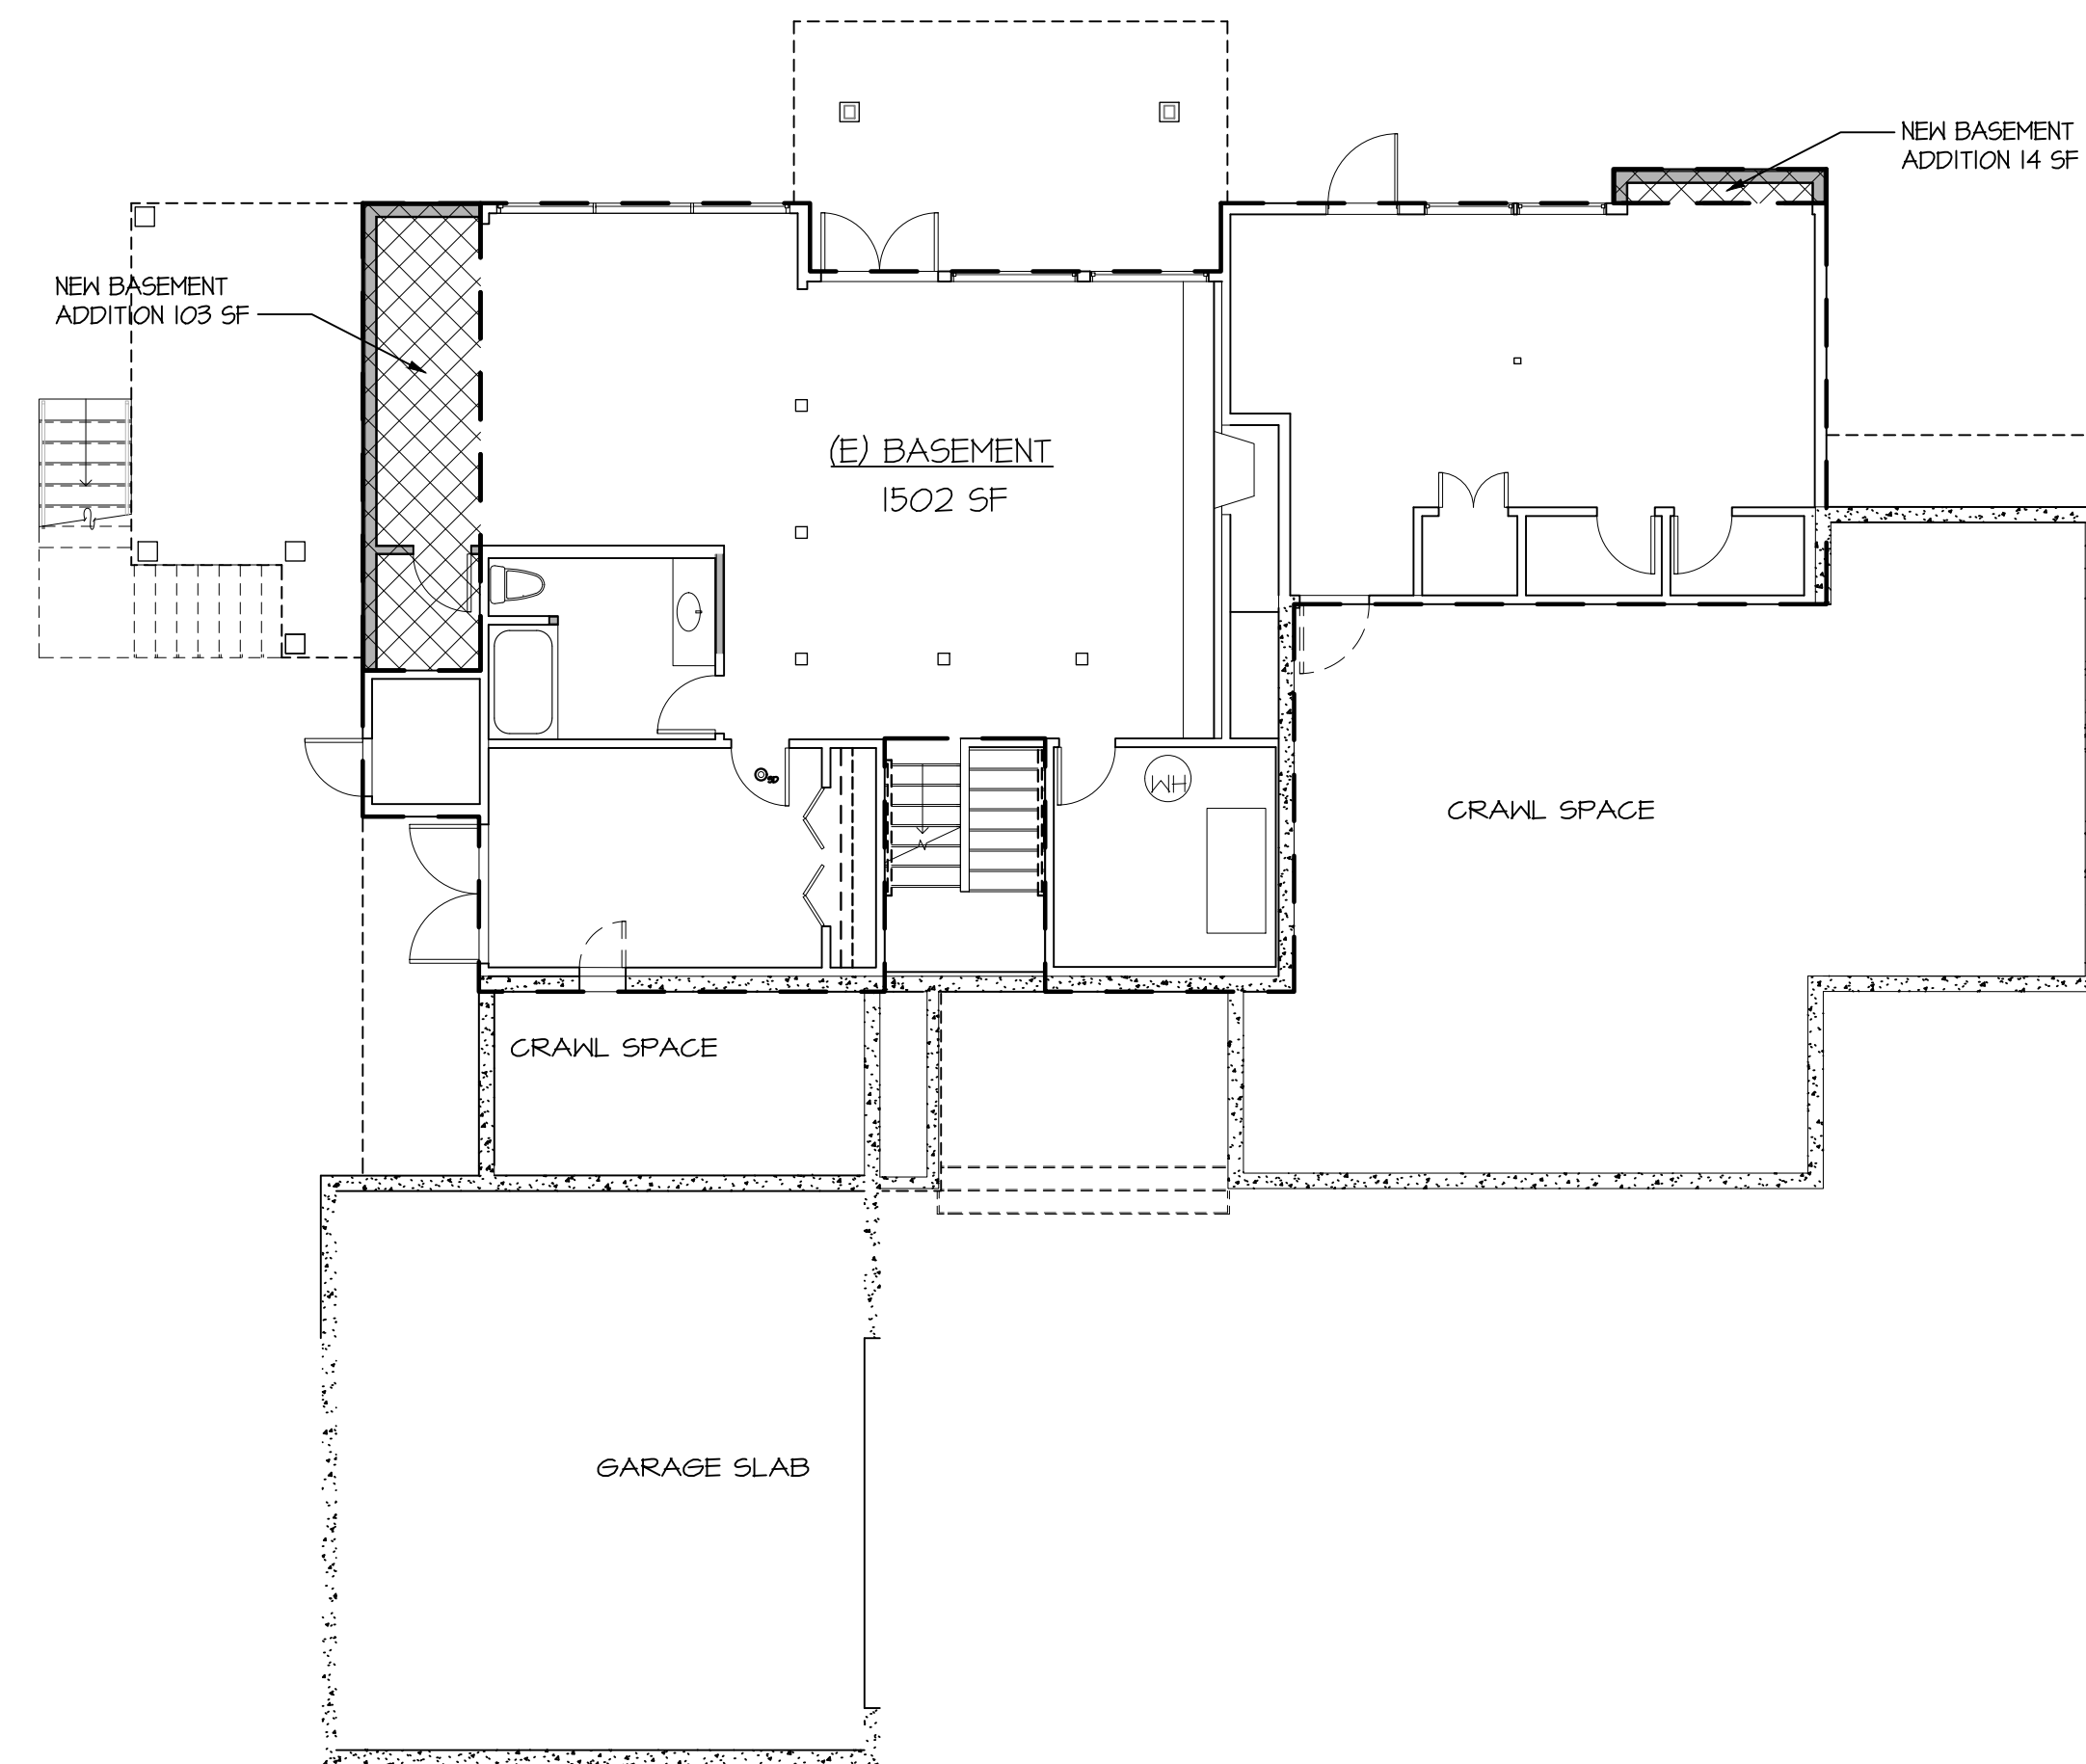 NEW BASEMENT
ADDITION 14 SF
NEW BASEMENT
ADDITION 103 SF
(E) BASEMENT
1502 SF
SD
WH
CRAWL SPACE
CRAWL SPACE
GARAGE SLAB